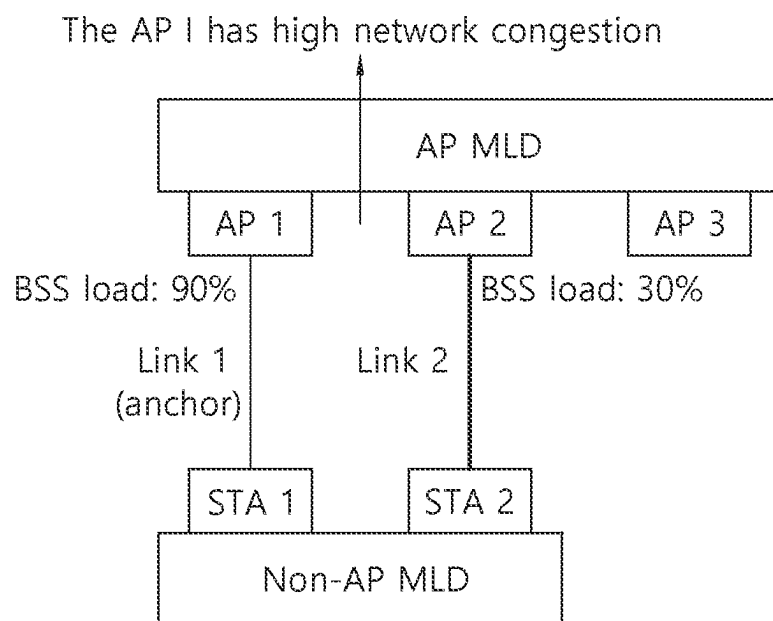 The AP I has high network congestion
AP MLD
AP 1
AP 2
AP 3
BSS load: 90%
BSS load: 30%
Link 1
(anchor)
Link 2
STA 1
STA 2
Non-AP MLD